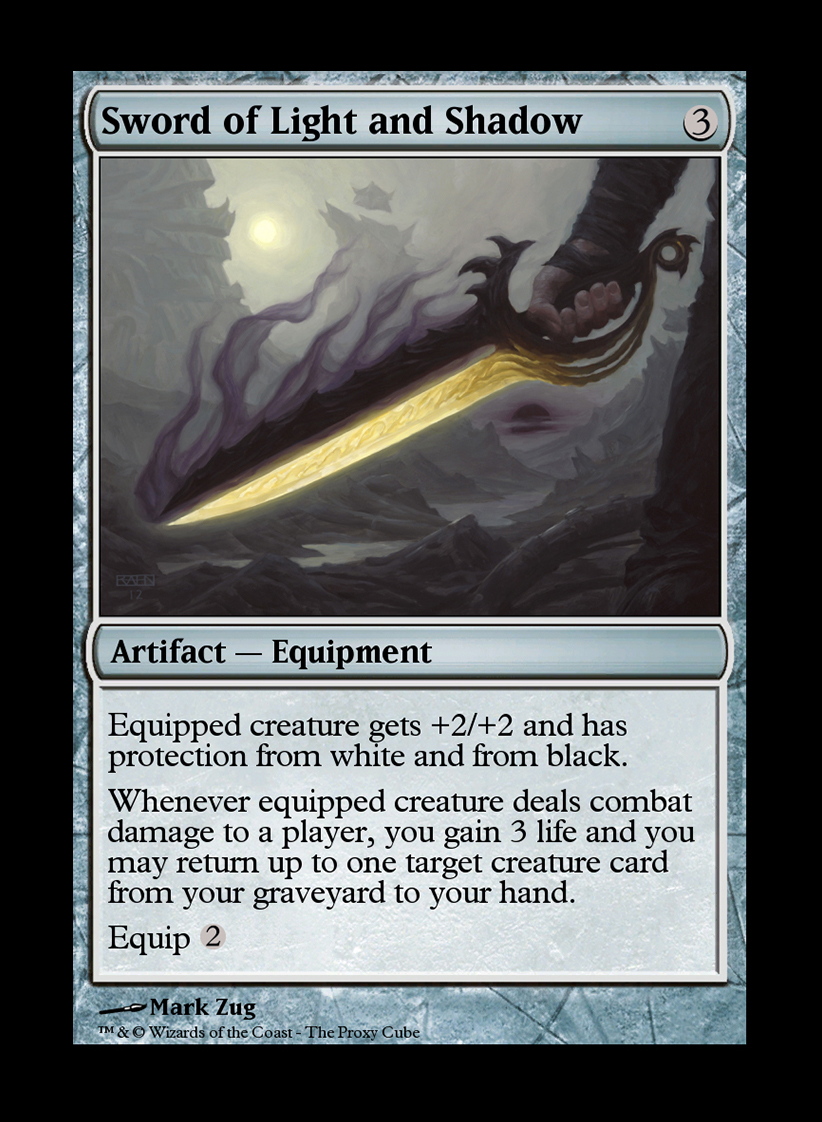 Sword of Light and Shadow 3
12
Artifact — Equipment
Equipped creature gets +2/+2 and has
protection from white and from black.
Whenever equipped creature deals combat
damage to a player, you gain 3 life and you
may return up to one target creature card
from your graveyard to your hand.
Equip 2
Mark Zug
™ & © Wizards of the Coast - The Proxy Cube